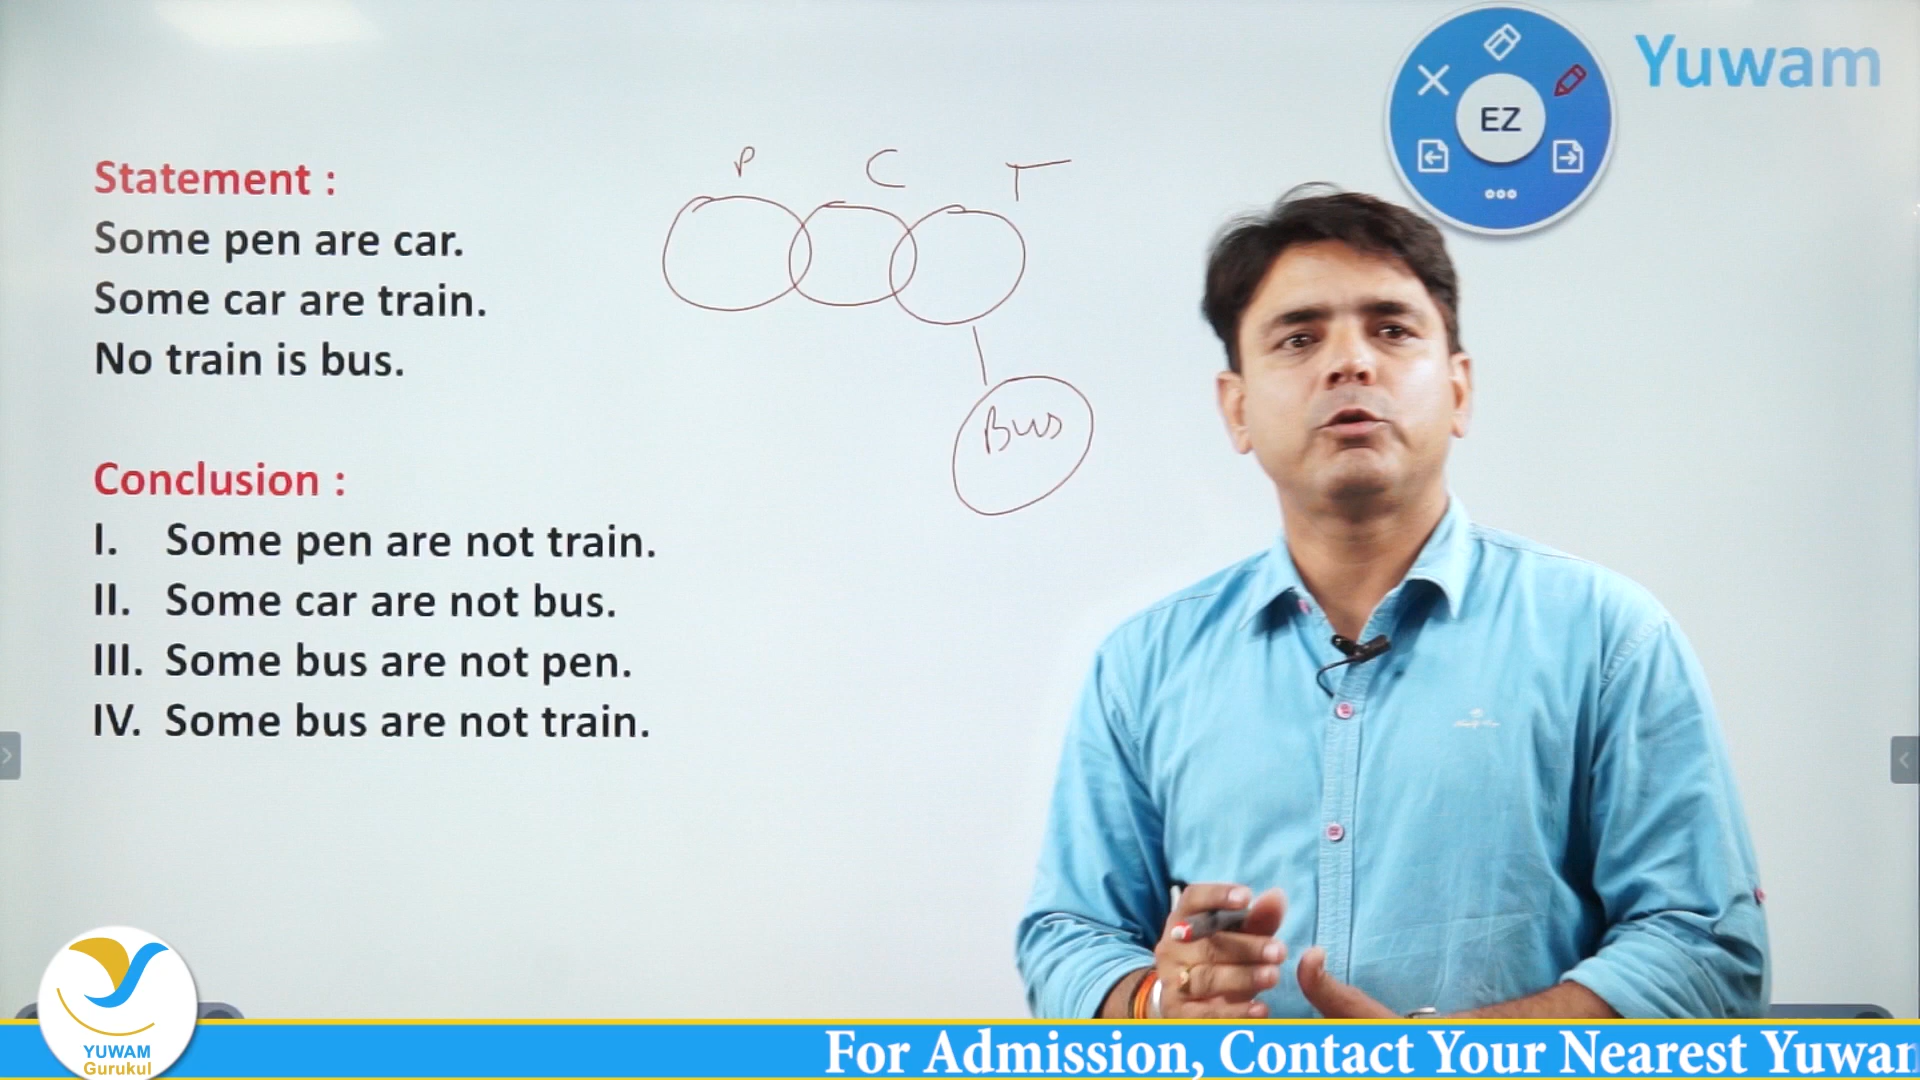 Yuwam
EZ
P C T
Statement :
Some pen are car.
Some car are train.
No train is bus.
Bus
Conclusion :
I. Some pen are not train.
II. Some car are not bus.
III. Some bus are not pen.
IV. Some bus are not train.
YUWAM
Gurukul
For Admission, Contact Your Nearest Yuwam